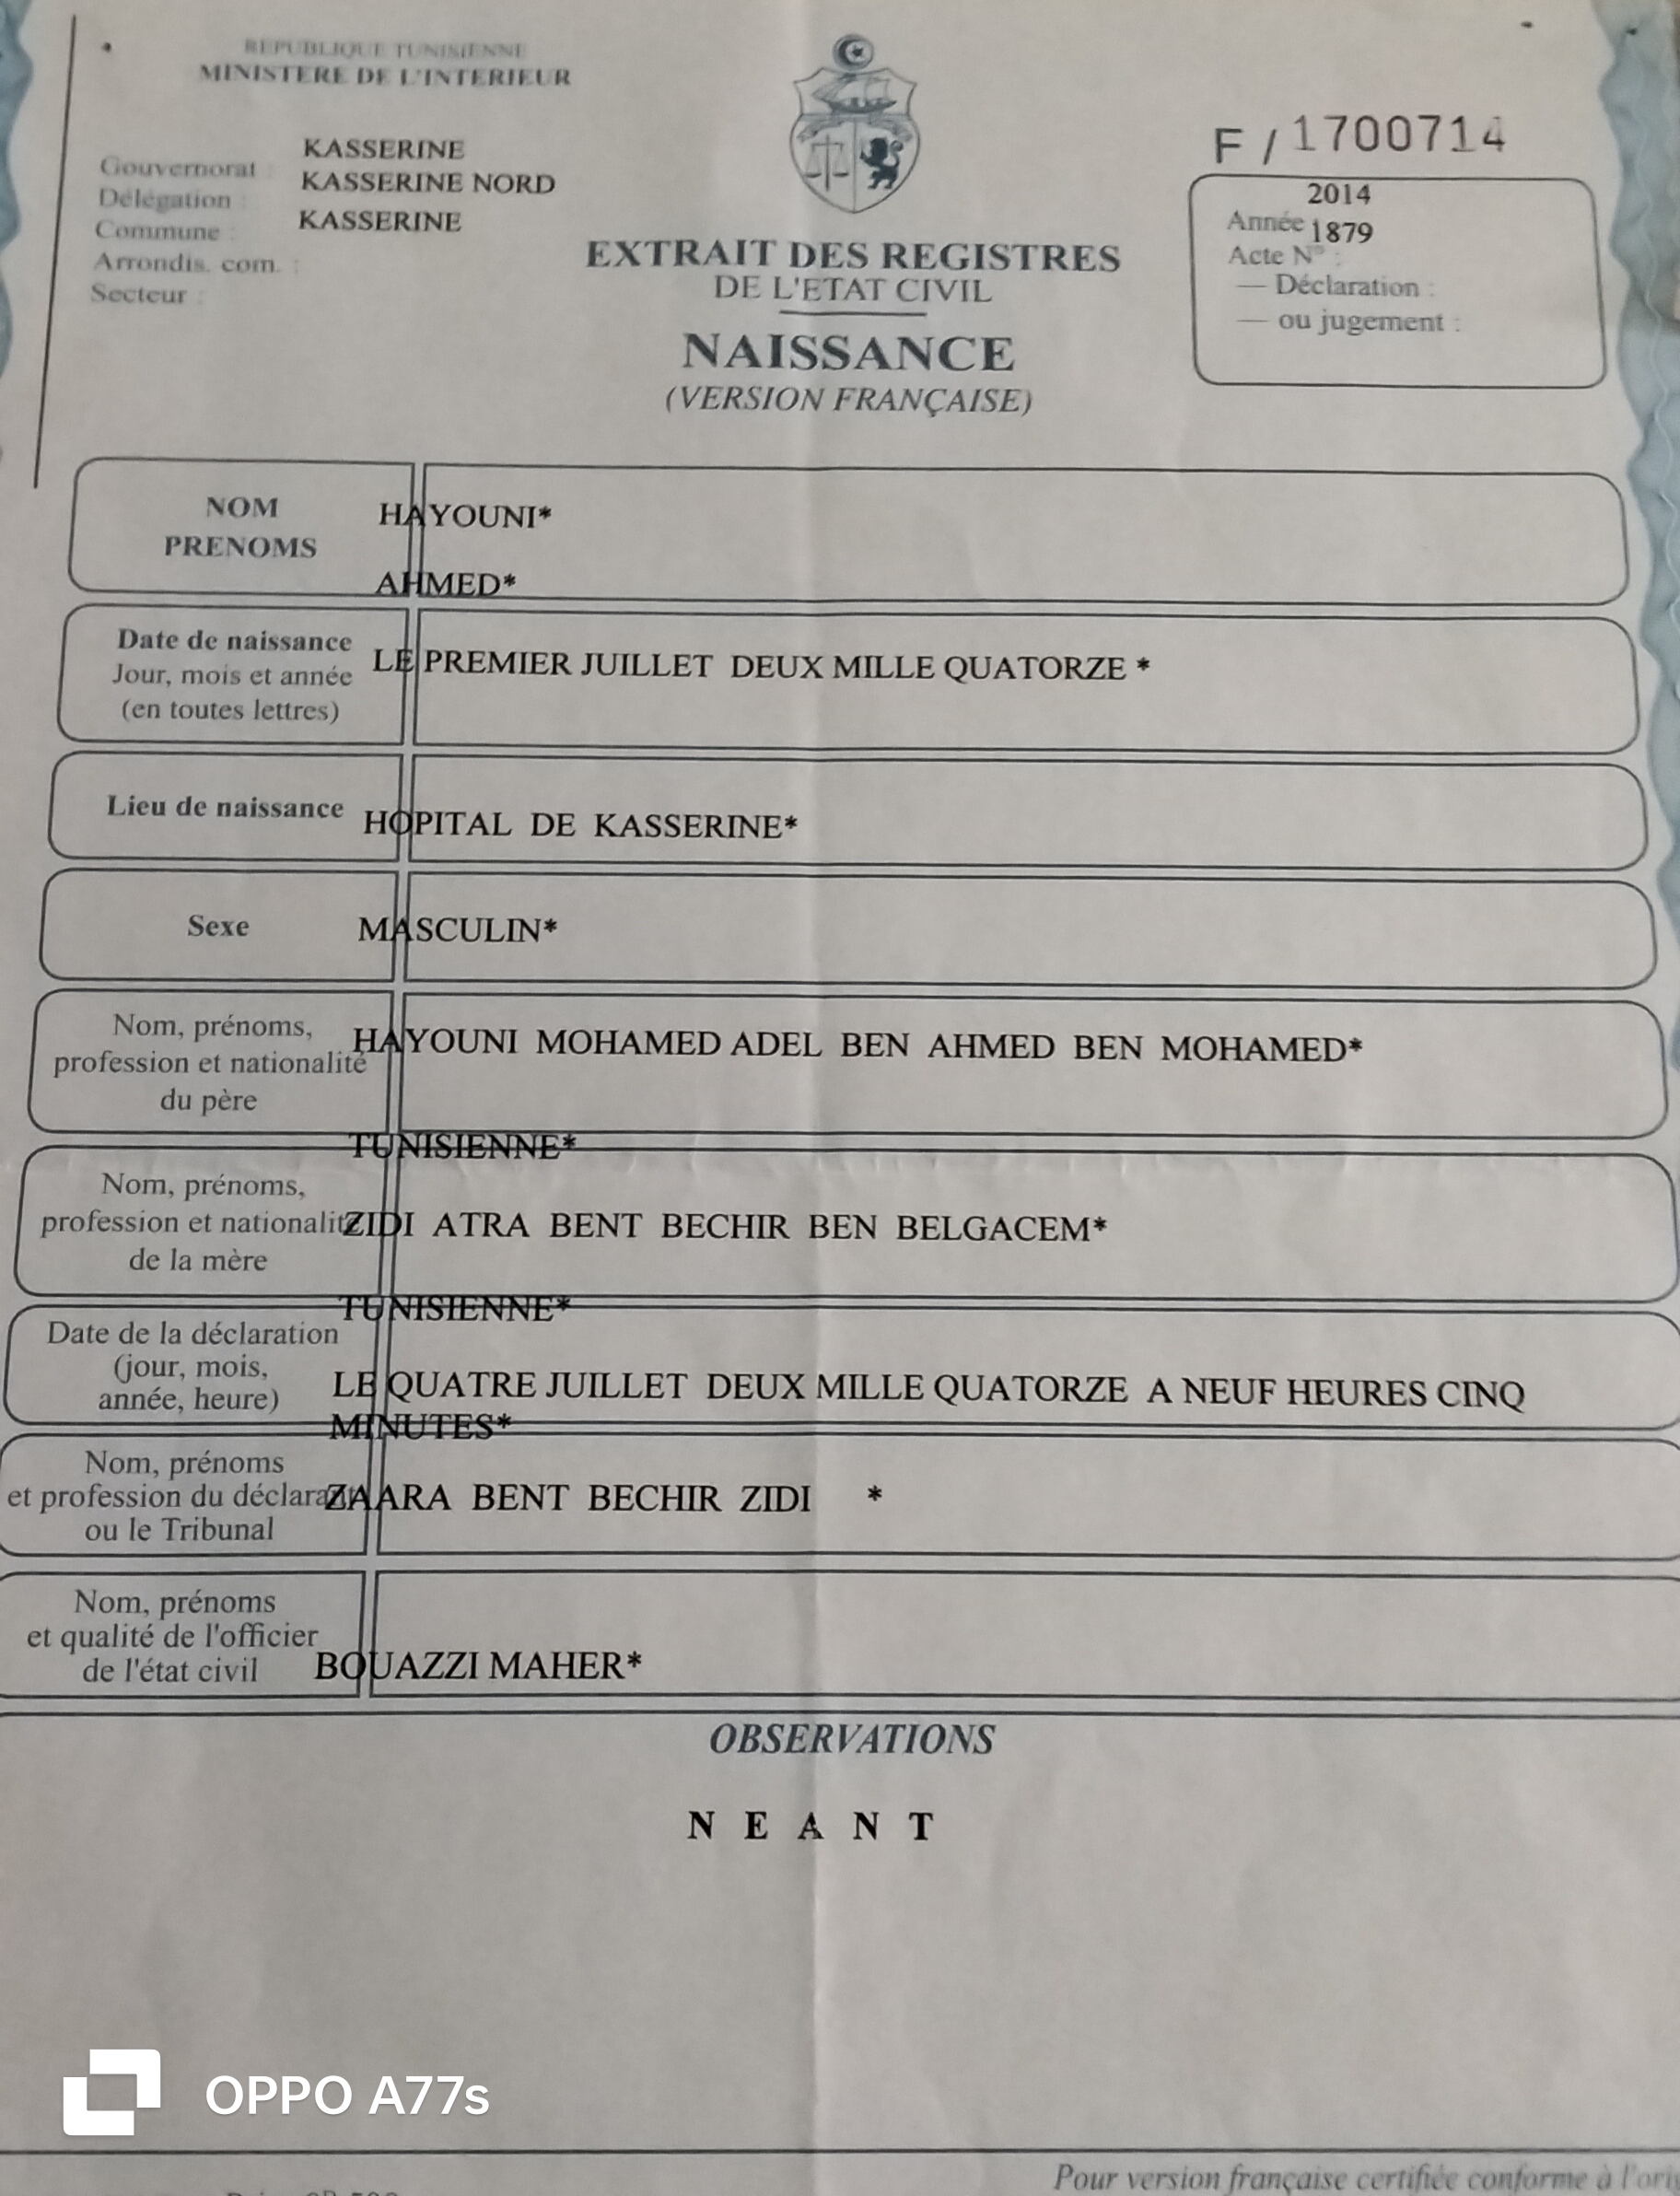 REPUBLIQUE TUNISIENNE
MINISTERE DE L'INTERIEUR
Gouvernorat : KASSERINE
Délégation : KASSERINE NORD
Commune : KASSERINE
Arrondis. com. :
Secteur :
EXTRAIT DES REGISTRES
DE L'ETAT CIVIL
NAISSANCE
(VERSION FRANÇAISE)
F / 1700714
2014
Année
1879
Acte N° :
— Déclaration :
— ou jugement :
NOM
PRENOMS
HAYOUNI*
AHMED*
Date de naissance
Jour, mois et année
(en toutes lettres)
LE PREMIER JUILLET DEUX MILLE QUATORZE *
Lieu de naissance
HOPITAL DE KASSERINE*
Sexe
MASCULIN*
Nom, prénoms,
profession et nationalité
du père
HAYOUNI MOHAMED ADEL BEN AHMED BEN MOHAMED*
TUNISIENNE*
Nom, prénoms,
profession et nationalité
de la mère
ZIDI ATRA BENT BECHIR BEN BELGACEM*
TUNISIENNE*
Date de la déclaration
(jour, mois,
année, heure)
LE QUATRE JUILLET DEUX MILLE QUATORZE A NEUF HEURES CINQ
MINUTES*
Nom, prénoms
et profession du déclarant
ou le Tribunal
ZAARA BENT BECHIR ZIDI *
Nom, prénoms
et qualité de l'officier
de l'état civil
BOUAZZI MAHER*
OBSERVATIONS
N E A N T
OPPO A77s
Pour version française certifiée conforme à l'ori